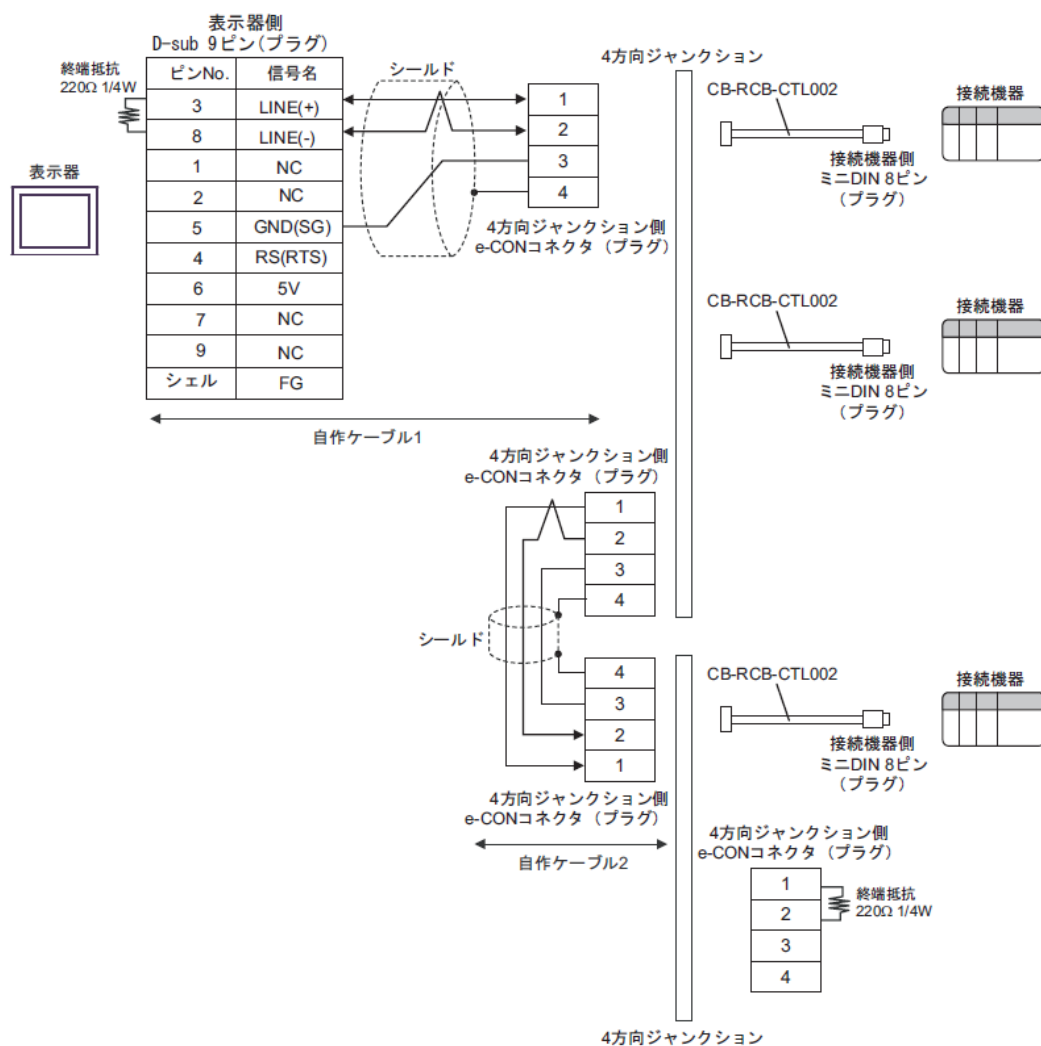 表示器側
D-sub 9ピン(プラグ)
終端抵抗
220Ω 1/4W
ピンNo. 信号名
3 LINE(+)
8 LINE(-)
1 NC
2 NC
5 GND(SG)
4 RS(RTS)
6 5V
7 NC
9 NC
シェル FG
表示器
シールド
1
2
3
4
4方向ジャンクション側
e-CONコネクタ（プラグ）
自作ケーブル1
4方向ジャンクション
CB-RCB-CTL002
接続機器側
ミニDIN 8ピン
（プラグ）
接続機器
CB-RCB-CTL002
接続機器側
ミニDIN 8ピン
（プラグ）
接続機器
4方向ジャンクション側
e-CONコネクタ（プラグ）
1
2
3
4
シールド
4
3
2
1
4方向ジャンクション側
e-CONコネクタ（プラグ）
自作ケーブル2
CB-RCB-CTL002
接続機器側
ミニDIN 8ピン
（プラグ）
接続機器
4方向ジャンクション側
e-CONコネクタ（プラグ）
1
2
3
4
終端抵抗
220Ω 1/4W
4方向ジャンクション